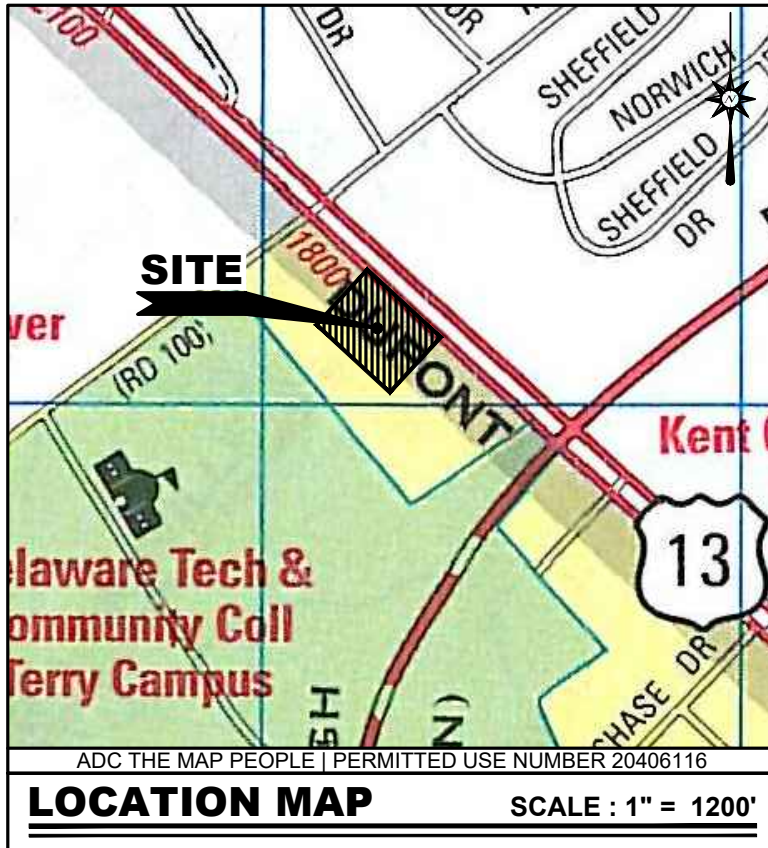 2100
DR
DR
SHEFFIELD
NORWICH
N
SHEFFIELD
DR
1800
SITE
DUPONT
ver
(RD 100)
Kent
13
elaware Tech &
ommunity Coll
Terry Campus
CHASE DR
(N
ADC THE MAP PEOPLE | PERMITTED USE NUMBER 20406116
LOCATION MAP
SCALE : 1" = 1200'